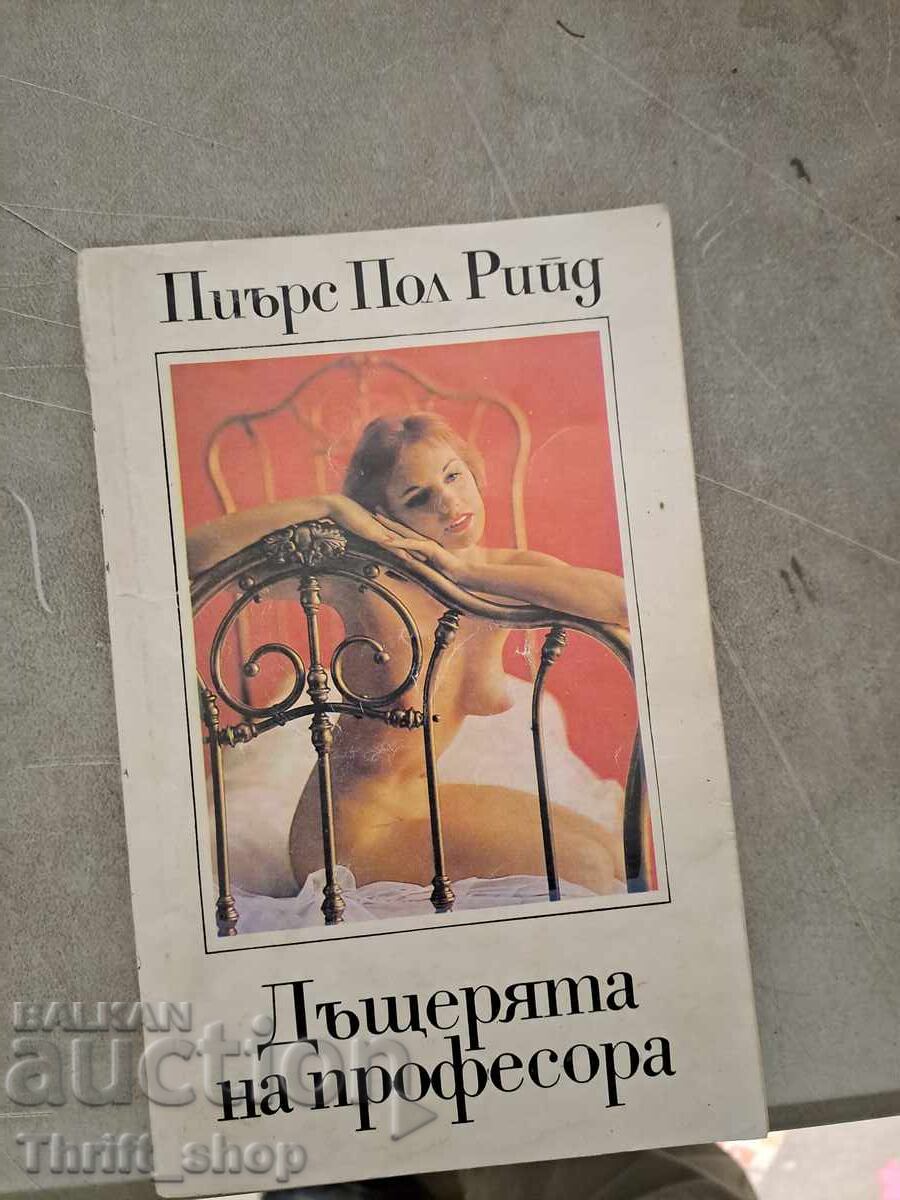 Пиърс Пол Рийд
Дъщерята
на професора
BALKAN
auction
Thrift_shop